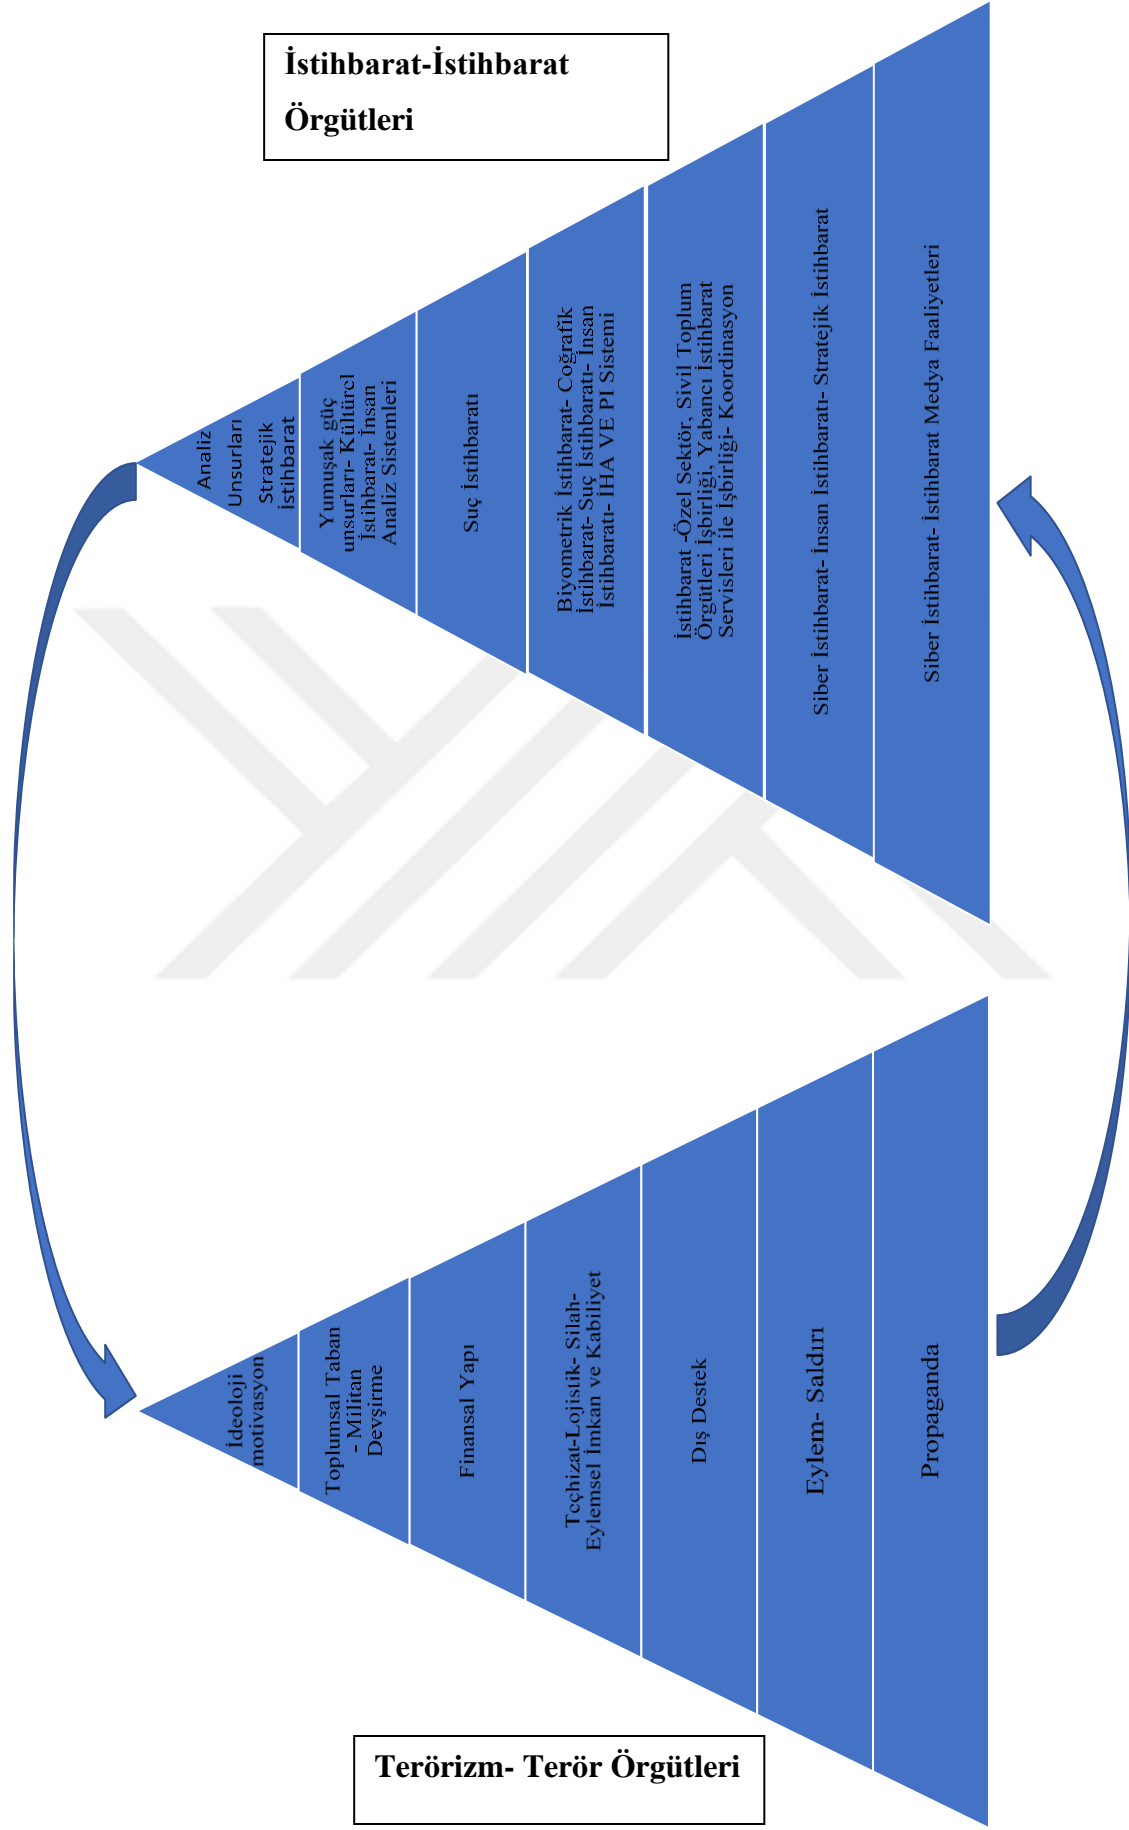 İstihbarat-İstihbarat
Örgütleri
Analiz
Unsurları
Stratejik
İstihbarat
Yumuşak güç
unsurları- Kültürel
İstihbarat- İnsan
Analiz Sistemleri
Suç İstihbaratı
Biyometrik İstihbarat- Coğrafik
İstihbarat- Suç İstihbaratı- İnsan
İstihbaratı- İHA VE PI Sistemi
İstihbarat -Özel Sektör, Sivil Toplum
Örgütleri İşbirliği, Yabancı İstihbarat
Servisleri ile İşbirliği- Koordinasyon
Siber İstihbarat- İnsan İstihbaratı- Stratejik İstihbarat
Siber İstihbarat- İstihbarat Medya Faaliyetleri
İdeoloji
motivasyon
Toplumsal Taban
- Militan
Devşirme
Finansal Yapı
Teçhizat-Lojistik- Silah-
Eylemsel İmkan ve Kabiliyet
Dış Destek
Eylem- Saldırı
Propaganda
Terörizm- Terör Örgütleri